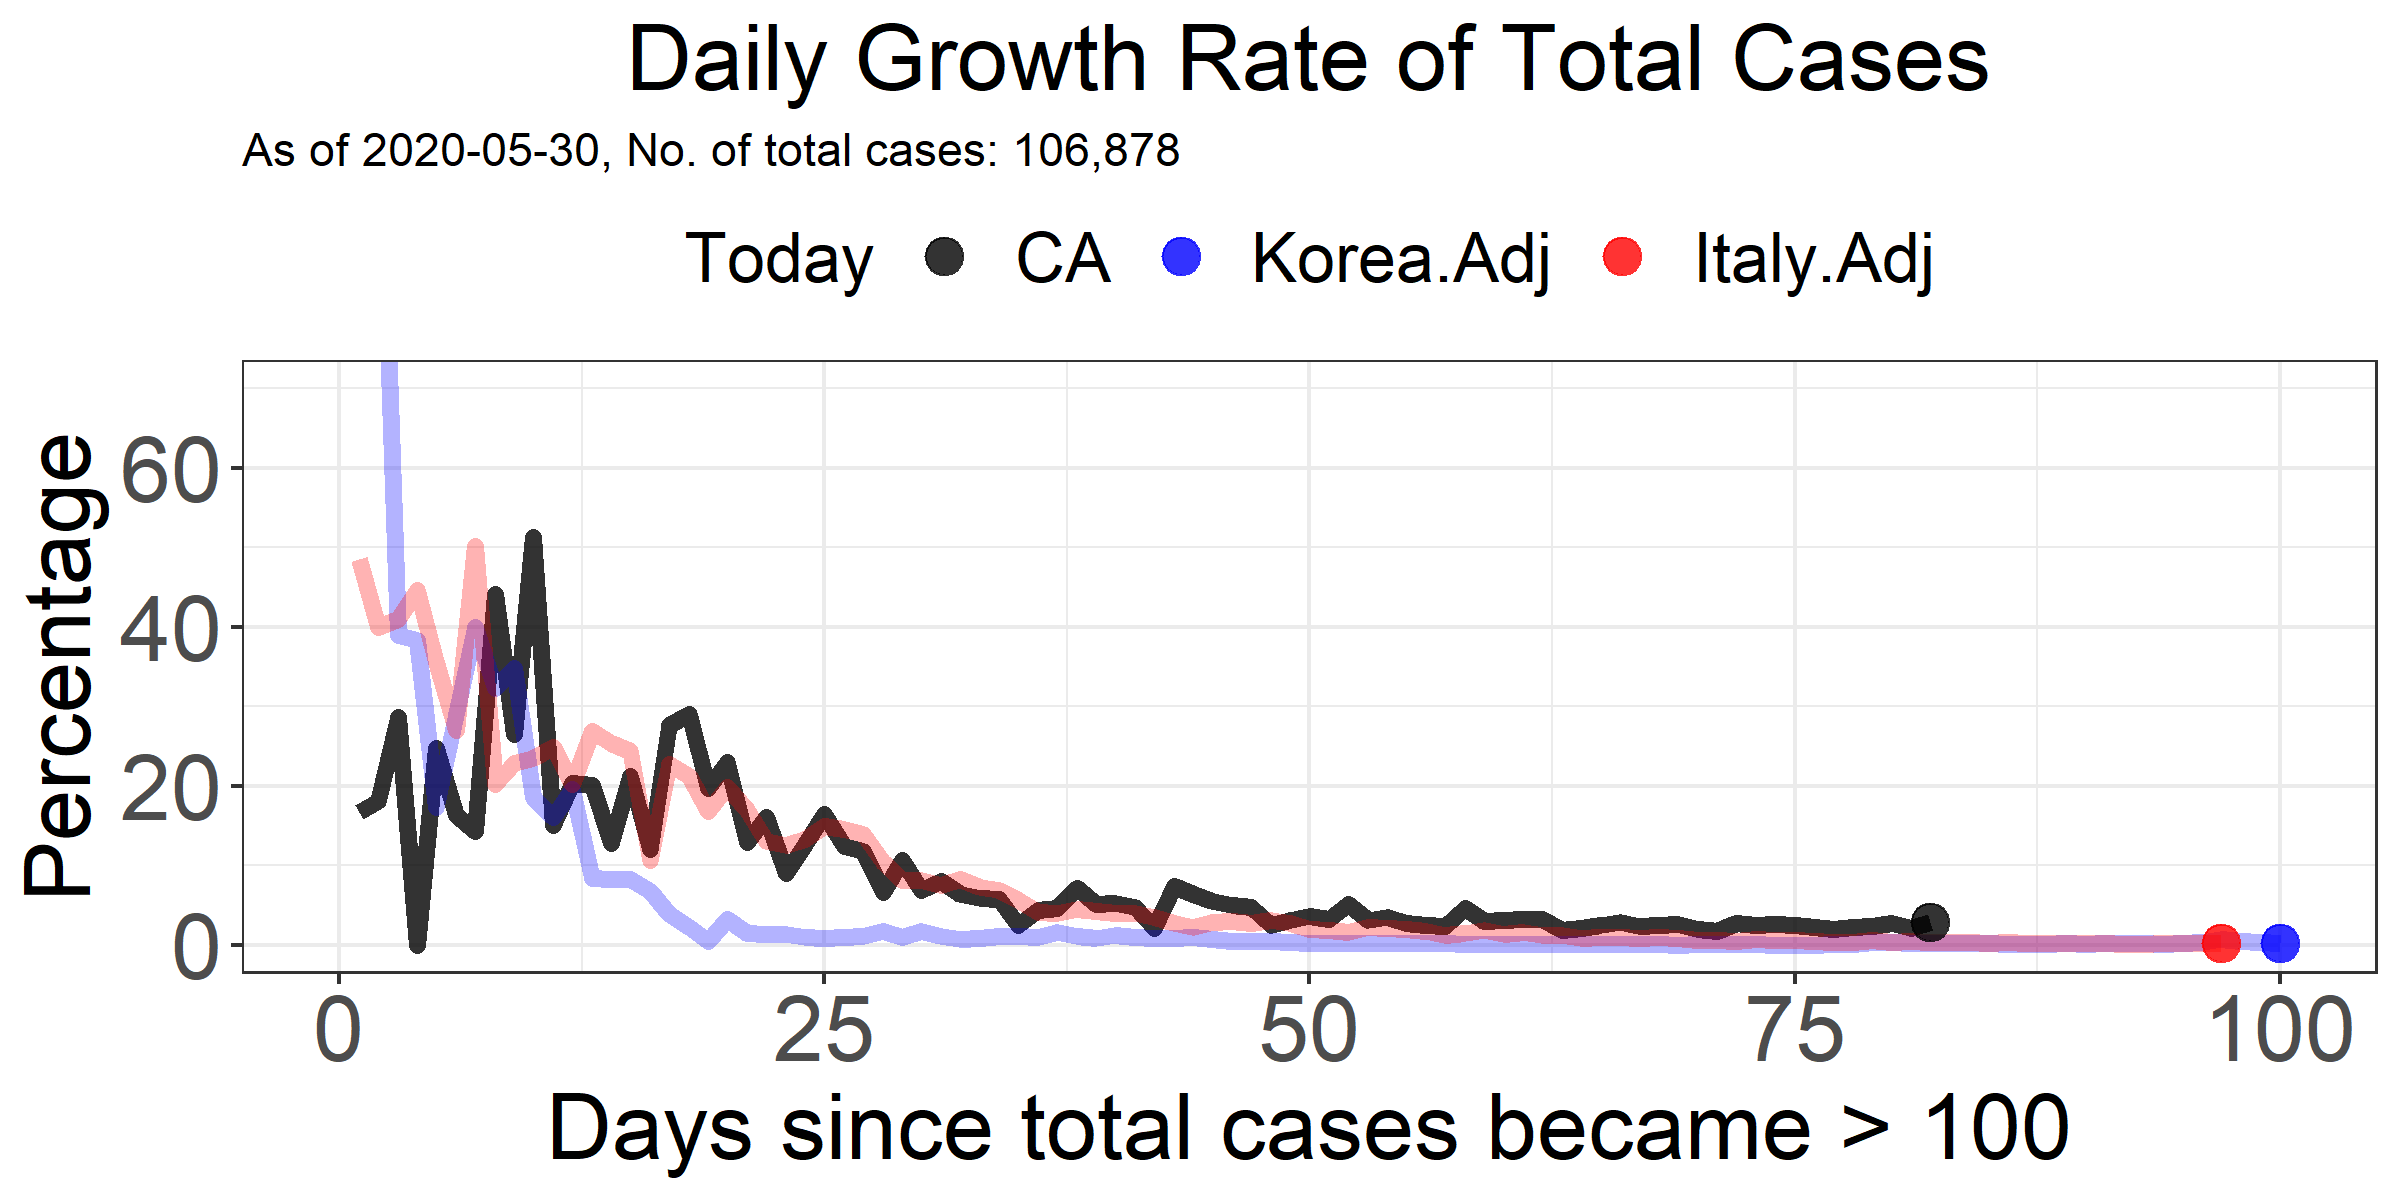 Daily Growth Rate of Total Cases
As of 2020-05-30, No. of total cases: 106,878
Today CA Korea.Adj Italy.Adj
Percentage
60
40
20
0
0 25 50 75 100
Days since total cases became > 100